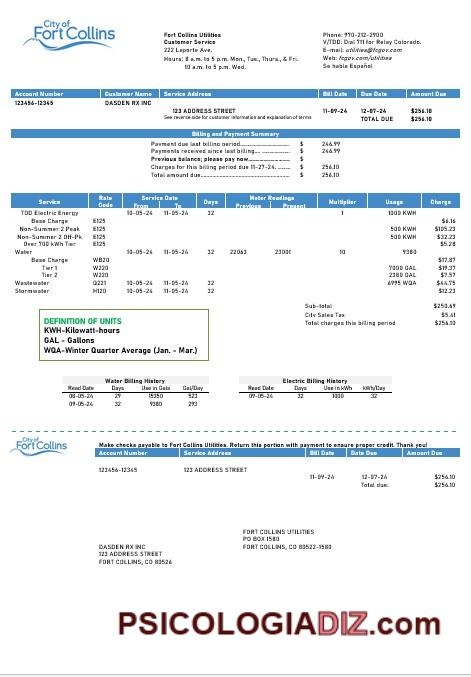 City of
Fort Collins
Fort Collins Utilities
Customer Service
222 Laporte Ave.
Hours: 8 a.m. to 5 p.m. Mon., Tue., Thurs., & Fri.
10 a.m. to 5 p.m. Wed.
Phone: 970-212-2900
V/TDD: Dial 711 for Relay Colorado.
E-mail: utilities@fcgov.com
Web: fcgov.com/utilities
Se hable Español
Account Number Customer Name Service Address Bill Date Due Date Amount Due
123456-12345 DASDEN RX INC
123 ADDRESS STREET 11-09-24 12-07-24 $256.10
See reverse side for customer information and explanation of terms TOTAL DUE $256.10
Billing and Payment Summary
Payment due last billing period $ 246.99
Payments received since last billing $ 246.99
Previous balance; please pay now $
Charges for this billing period due 11-27-24 $ 256.10
Total amount due $ 256.10
Service Rate Code Service Date From To Days Meter Readings Previous Present Multiplier Usage Charge
TOD Electric Energy 10-05-24 11-05-24 32 1 1000 KWH
Base Charge E125 $6.16
Non-Summer 2 Peak E125 500 KWH $105.23
Non-Summer 2 Off-Pk E125 500 KWH $32.23
Over 700 kWh Tier E125 $5.28
Water 10-05-24 11-05-24 32 22063 23001 10 9380
Base Charge WB20 $17.87
Tier 1 W220 7000 GAL $19.37
Tier 2 W220 2380 GAL $7.57
Wastewater Q221 10-05-24 11-05-24 32 6995 WQA $44.75
Stormwater H120 10-05-24 11-05-24 32 $12.23
Sub-total $250.69
City Sales Tax $5.41
Total charges this billing period $256.10
DEFINITION OF UNITS
KWH-Kilowatt-hours
GAL - Gallons
WQA-Winter Quarter Average (Jan. - Mar.)
Water Billing History
Read Date Days Use in Gals Gal/Day
08-05-24 29 15350 523
09-05-24 32 9380 293
Electric Billing History
Read Date Days Use in kWh kWh/Day
09-05-24 32 1000 32
City of
Fort Collins
Make checks payable to Fort Collins Utilities. Return this portion with payment to ensure proper credit. Thank you!
Account Number Service Address Bill Date Date Due Amount Due
123456-12345 123 ADDRESS STREET
11-09-24 12-07-24 $256.10
Total due: $256.10
FORT COLLINS UTILITIES
PO BOX 1580
FORT COLLINS, CO 80522-1580
DASDEN RX INC
123 ADDRESS STREET
FORT COLLINS, CO 80526
PSICOLOGIADIZ.com